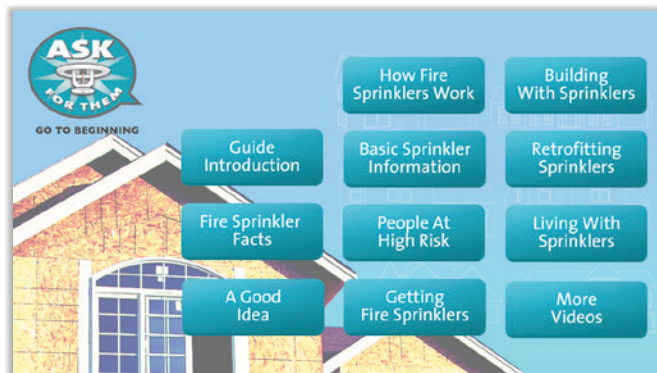 ASK
FOR THEM
GO TO BEGINNING
How Fire
Sprinklers Work
Building
With Sprinklers
Guide
Introduction
Basic Sprinkler
Information
Retrofitting
Sprinklers
Fire Sprinkler
Facts
People At
High Risk
Living With
Sprinklers
A Good
Idea
Getting
Fire Sprinklers
More
Videos